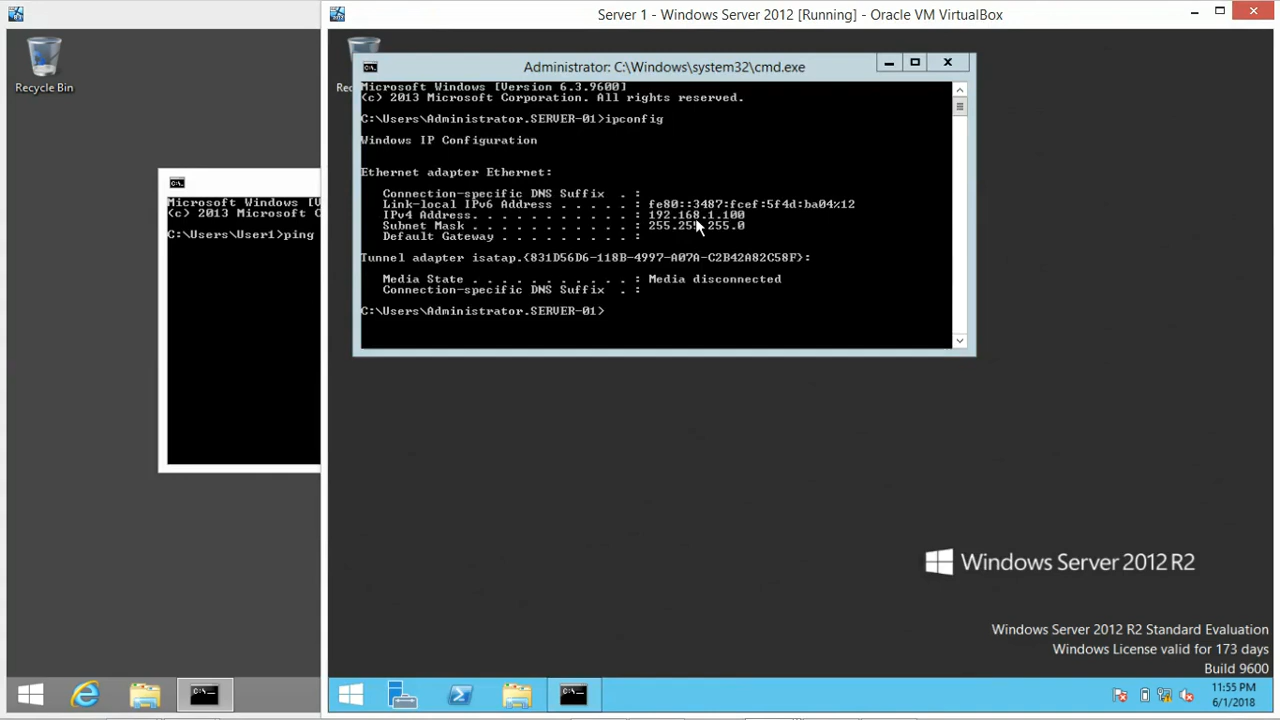 Server 1 - Windows Server 2012 [Running] - Oracle VM VirtualBox
Recycle Bin
Microsoft Windows [V
(c) 2013 Microsoft C
C:\Users\User1>ping
Administrator: C:\Windows\system32\cmd.exe
Microsoft Windows [Version 6.3.9600]
(c) 2013 Microsoft Corporation. All rights reserved.
C:\Users\Administrator.SERVER-01>ipconfig
Windows IP Configuration
Ethernet adapter Ethernet:
Connection-specific DNS Suffix . :
Link-local IPv6 Address . . . . . : fe80::3487:fcef:5f4d:ba04%12
IPv4 Address. . . . . . . . . . . : 192.168.1.100
Subnet Mask . . . . . . . . . . . : 255.255.255.0
Default Gateway . . . . . . . . . :
Tunnel adapter isatap.{831D56D6-118B-4997-A07A-C2B42A82C58F}:
Media State . . . . . . . . . . . : Media disconnected
Connection-specific DNS Suffix . :
C:\Users\Administrator.SERVER-01>
Windows Server 2012 R2
Windows Server 2012 R2 Standard Evaluation
Windows License valid for 173 days
Build 9600
11:55 PM
6/1/2018